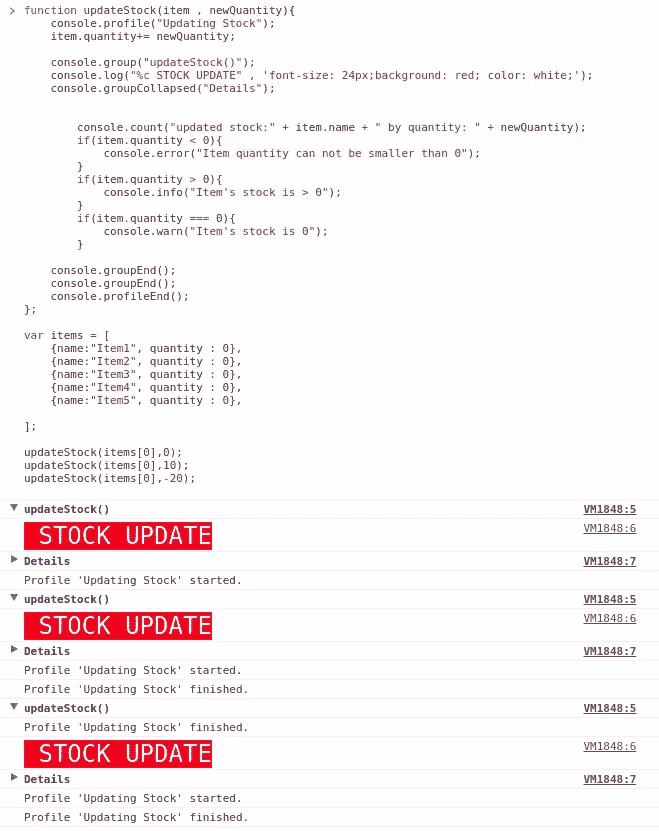 > function updateStock(item , newQuantity){
console.profile("Updating Stock");
item.quantity+= newQuantity;
console.group("updateStock()");
console.log("%c STOCK UPDATE" , 'font-size: 24px;background: red; color: white;');
console.groupCollapsed("Details");
console.count("updated stock:" + item.name + " by quantity: " + newQuantity);
if(item.quantity < 0){
console.error("Item quantity can not be smaller than 0");
}
if(item.quantity > 0){
console.info("Item's stock is > 0");
}
if(item.quantity === 0){
console.warn("Item's stock is 0");
}
console.groupEnd();
console.groupEnd();
console.profileEnd();
};
var items = [
{name:"Item1", quantity : 0},
{name:"Item2", quantity : 0},
{name:"Item3", quantity : 0},
{name:"Item4", quantity : 0},
{name:"Item5", quantity : 0},
];
updateStock(items[0],0);
updateStock(items[0],10);
updateStock(items[0],-20);
▼ updateStock() VM1848:5
STOCK UPDATE VM1848:6
▶ Details VM1848:7
Profile 'Updating Stock' started.
▼ updateStock() VM1848:5
STOCK UPDATE VM1848:6
▶ Details VM1848:7
Profile 'Updating Stock' started.
Profile 'Updating Stock' finished.
▼ updateStock() VM1848:5
Profile 'Updating Stock' finished.
STOCK UPDATE VM1848:6
▶ Details VM1848:7
Profile 'Updating Stock' started.
Profile 'Updating Stock' finished.